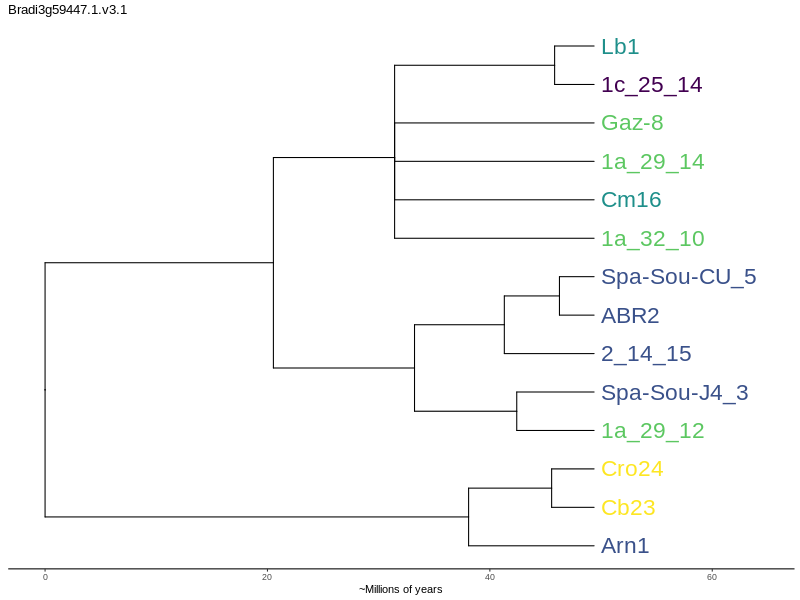 Bradi3g59447.1.v3.1
Lb1
1c_25_14
Gaz-8
1a_29_14
Cm16
1a_32_10
Spa-Sou-CU_5
ABR2
2_14_15
Spa-Sou-J4_3
1a_29_12
Cro24
Cb23
Arn1
0 20 40 60
~Millions of years